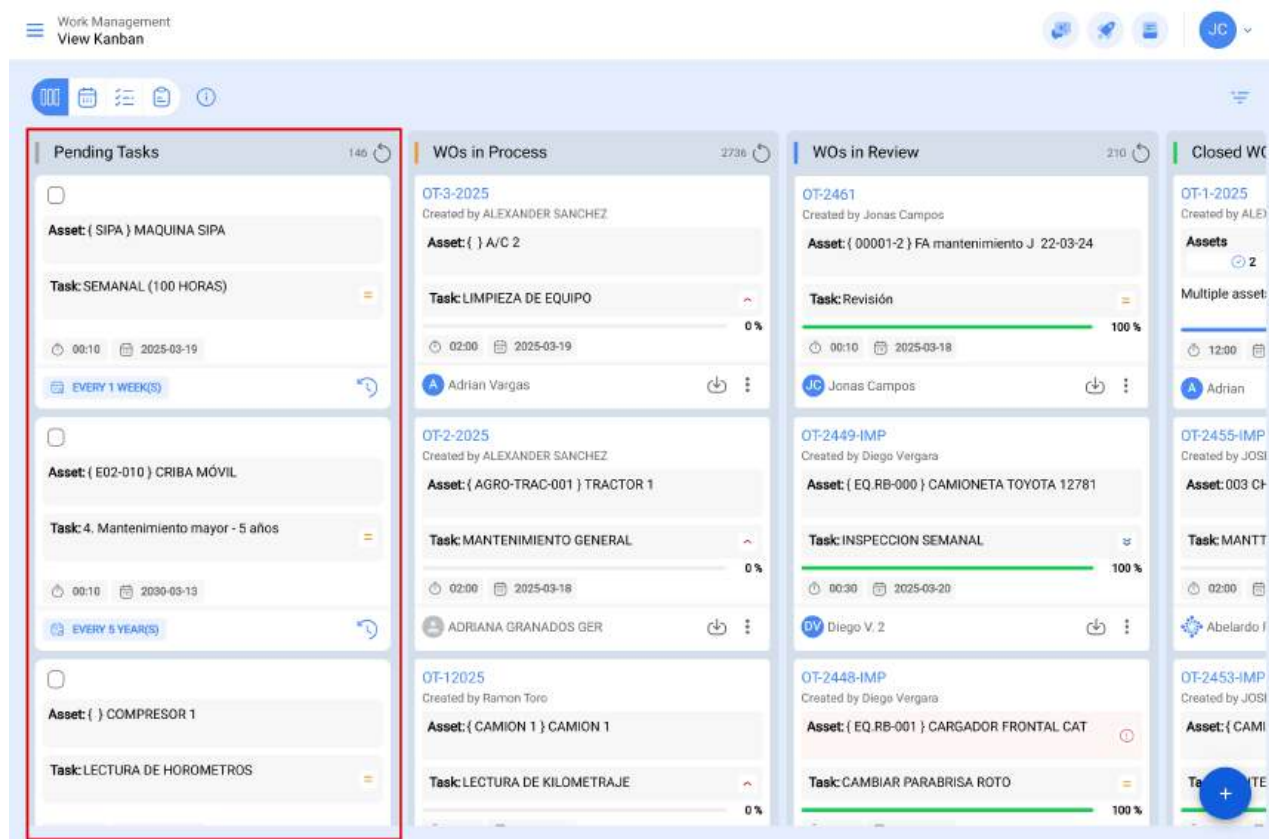 Work Management
View Kanban
JC
Pending Tasks 146
Asset: { SIPA } MAQUINA SIPA
Task: SEMANAL (100 HORAS)
00:10 2025-03-19
EVERY 1 WEEK(S)
Asset: { E02-010 } CRIBA MÓVIL
Task: 4. Mantenimiento mayor - 5 años
00:10 2030-03-13
EVERY 5 YEAR(S)
Asset: { } COMPRESOR 1
Task: LECTURA DE HOROMETROS
WOs in Process 2736
OT-3-2025
Created by ALEXANDER SANCHEZ
Asset: { } A/C 2
Task: LIMPIEZA DE EQUIPO
0 %
02:00 2025-03-19
A Adrian Vargas
OT-2-2025
Created by ALEXANDER SANCHEZ
Asset: { AGRO-TRAC-001 } TRACTOR 1
Task: MANTENIMIENTO GENERAL
0 %
02:00 2025-03-18
ADRIANA GRANADOS GER
OT-12025
Created by Ramon Toro
Asset: { CAMION 1 } CAMION 1
Task: LECTURA DE KILOMETRAJE
0 %
WOs in Review 210
OT-2461
Created by Jonas Campos
Asset: { 00001-2 } FA mantenimiento J 22-03-24
Task: Revisión
100 %
00:10 2025-03-18
JC Jonas Campos
OT-2449-IMP
Created by Diego Vergara
Asset: { EQ.RB-000 } CAMIONETA TOYOTA 12781
Task: INSPECCION SEMANAL
100 %
00:30 2025-03-20
DV Diego V. 2
OT-2448-IMP
Created by Diego Vergara
Asset: { EQ.RB-001 } CARGADOR FRONTAL CAT
Task: CAMBIAR PARABRISA ROTO
100 %
Closed WO
OT-1-2025
Created by ALE
Assets
2
Multiple asset
12:00
A Adrian
OT-2455-IMP
Created by JOS
Asset: 003 CH
Task: MANTT
02:00
Abelardo
OT-2453-IMP
Created by JOS
Asset: { CAMI
+